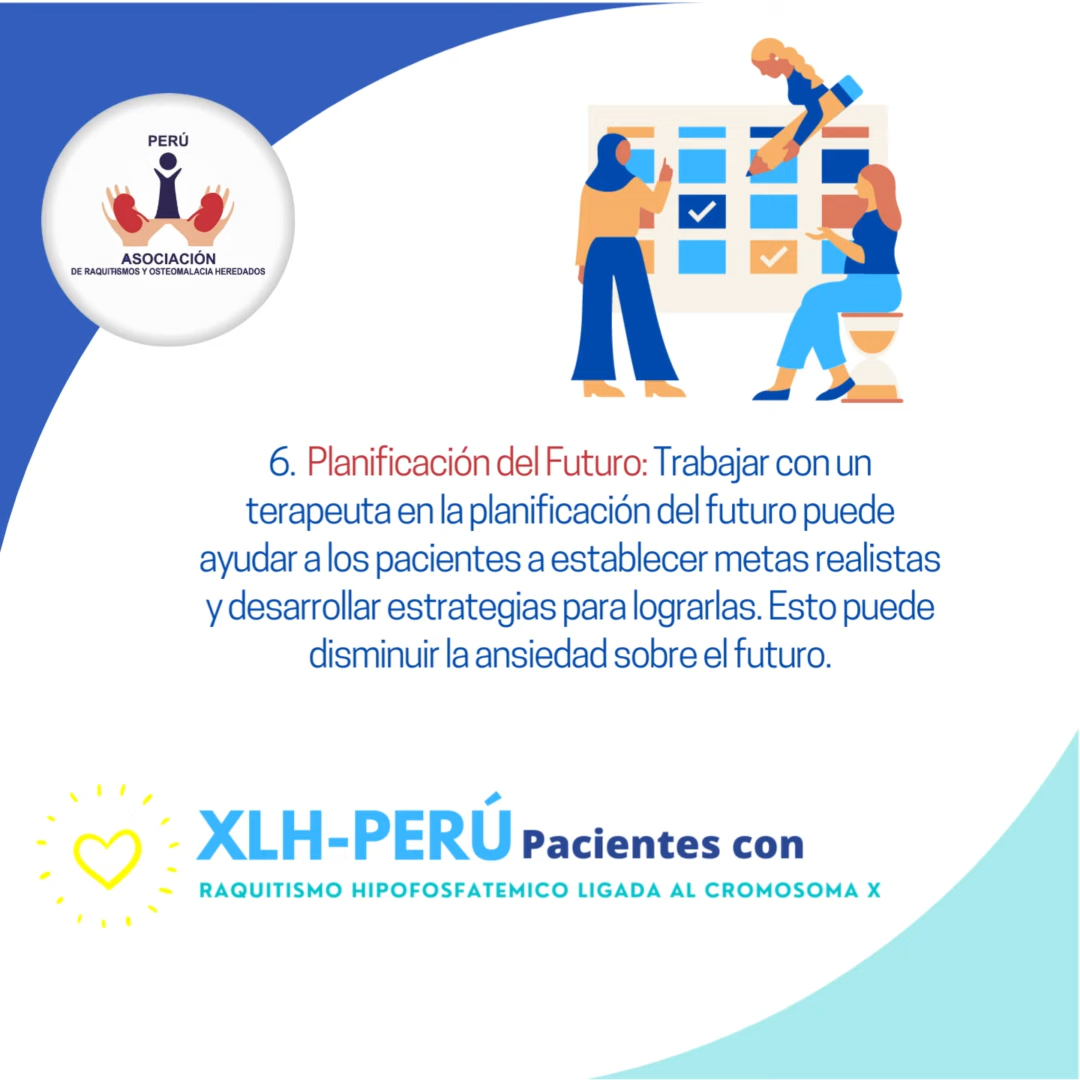 PERÚ
ASOCIACIÓN
DE RAQUITISMOS Y OSTEOMALACIA HEREDADOS
6. Planificación del Futuro: Trabajar con un
terapeuta en la planificación del futuro puede
ayudar a los pacientes a establecer metas realistas
y desarrollar estrategias para lograrlas. Esto puede
disminuir la ansiedad sobre el futuro.
XLH-PERÚ Pacientes con
RAQUITISMO HIPOFOSFATEMICO LIGADA AL CROMOSOMA X